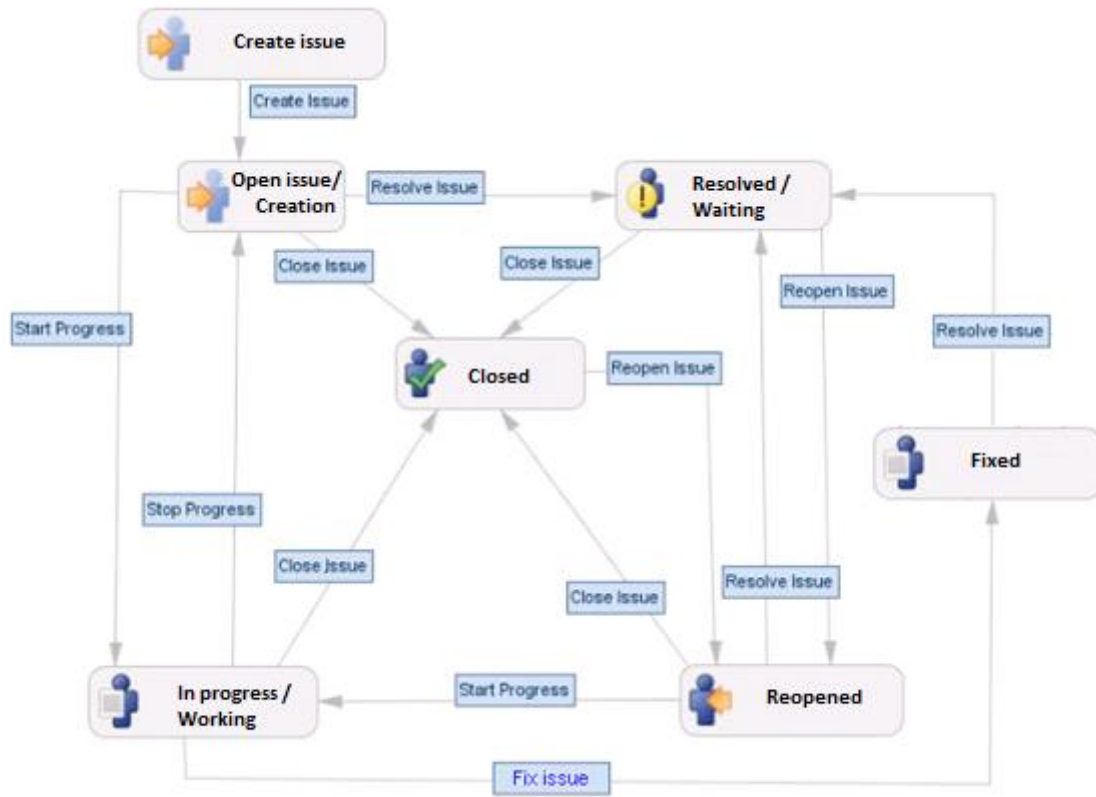 Create issue
Create Issue
Open issue/
Creation
Resolve Issue
Resolved /
Waiting
Close Issue
Close Issue
Reopen Issue
Start Progress
Resolve Issue
Closed
Reopen Issue
Fixed
Stop Progress
Close Issue
Close Issue
Resolve Issue
In progress /
Working
Start Progress
Reopened
Fix issue